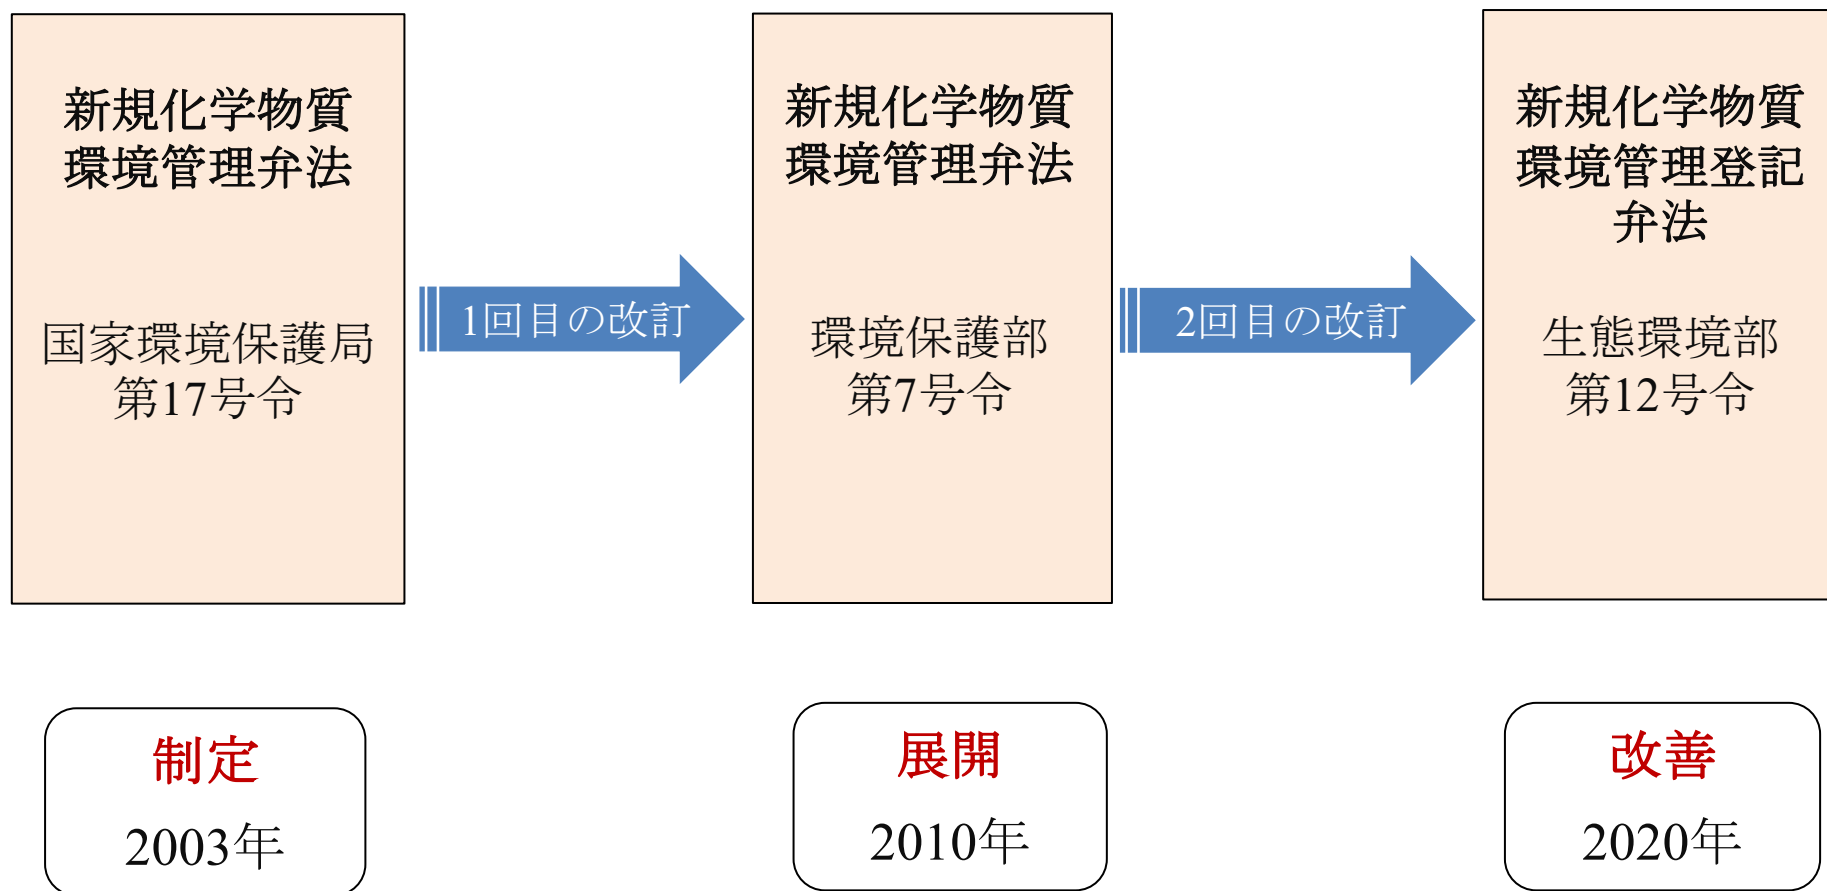 新規化学物質
環境管理弁法
国家環境保護局
第17号令
1回目の改訂
新規化学物質
環境管理弁法
環境保護部
第7号令
2回目の改訂
新規化学物質
環境管理登記
弁法
生態環境部
第12号令
制定
2003年
展開
2010年
改善
2020年